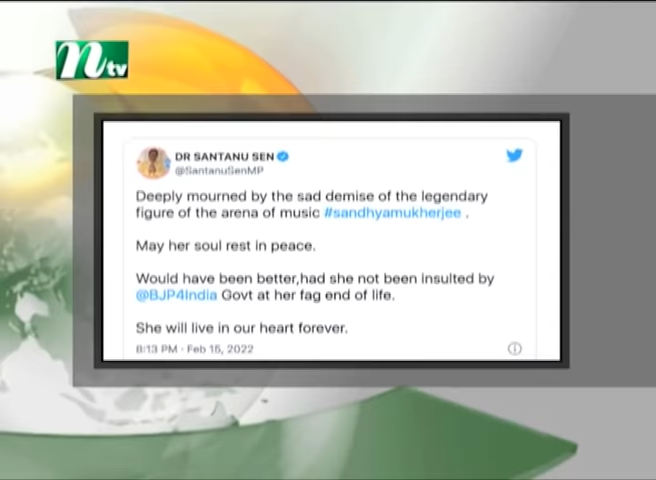 ntv
DR SANTANU SEN
@SantanuSenMP
Deeply mourned by the sad demise of the legendary
figure of the arena of music #sandhyamukherjee .
May her soul rest in peace.
Would have been better,had she not been insulted by
@BJP4India Govt at her fag end of life.
She will live in our heart forever.
8:13 PM · Feb 15, 2022